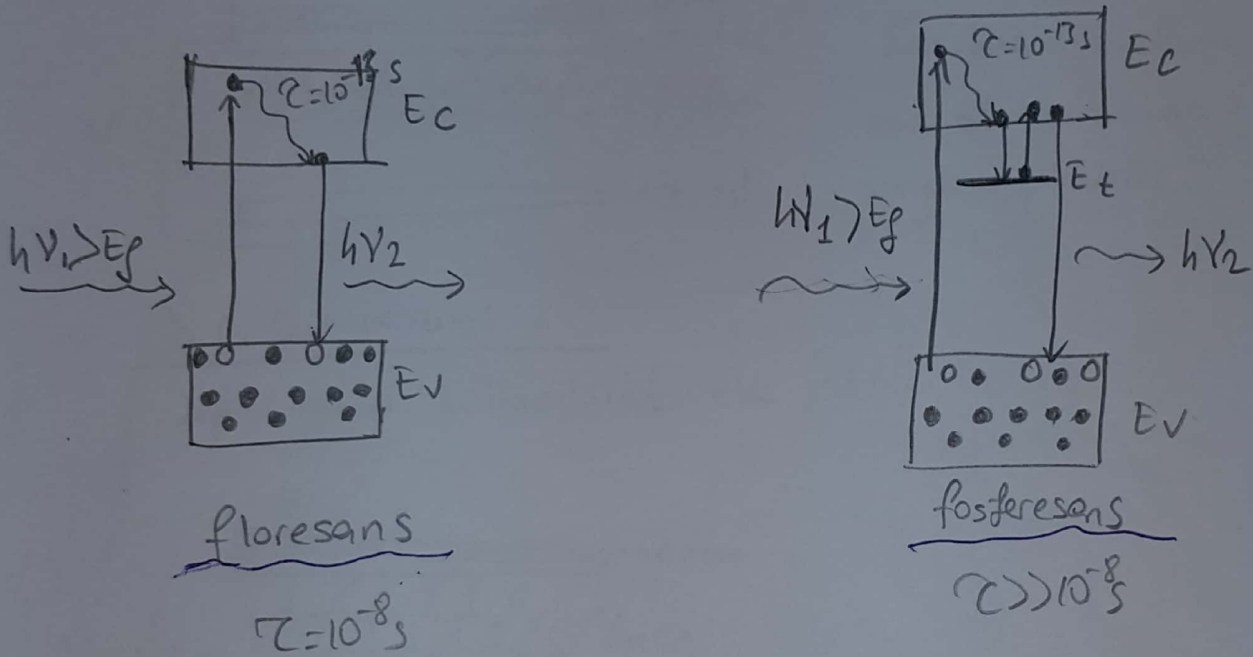 τ=10⁻¹³ s
Ec
hν₁>Eg
hν2
Ev
floresans
τ=10⁻⁸s
τ=10⁻¹³s
Ec
Et
hν1>Eg
hν2
Ev
fosferesans
τ>>10⁻⁸s